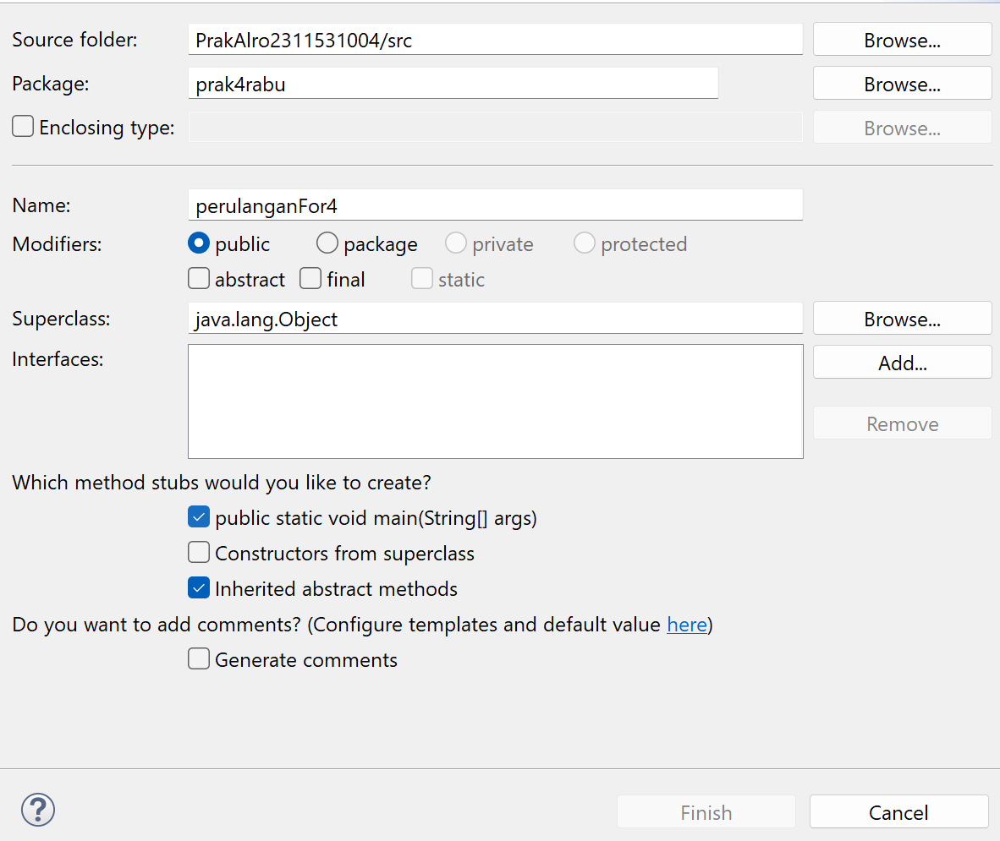 Source folder: PrakAlro2311531004/src Browse...
Package: prak4rabu Browse...
Enclosing type: Browse...
Name: perulanganFor4
Modifiers: public package private protected
abstract final static
Superclass: java.lang.Object Browse...
Interfaces: Add...
Remove
Which method stubs would you like to create?
public static void main(String[] args)
Constructors from superclass
Inherited abstract methods
Do you want to add comments? (Configure templates and default value here)
Generate comments
? Finish Cancel